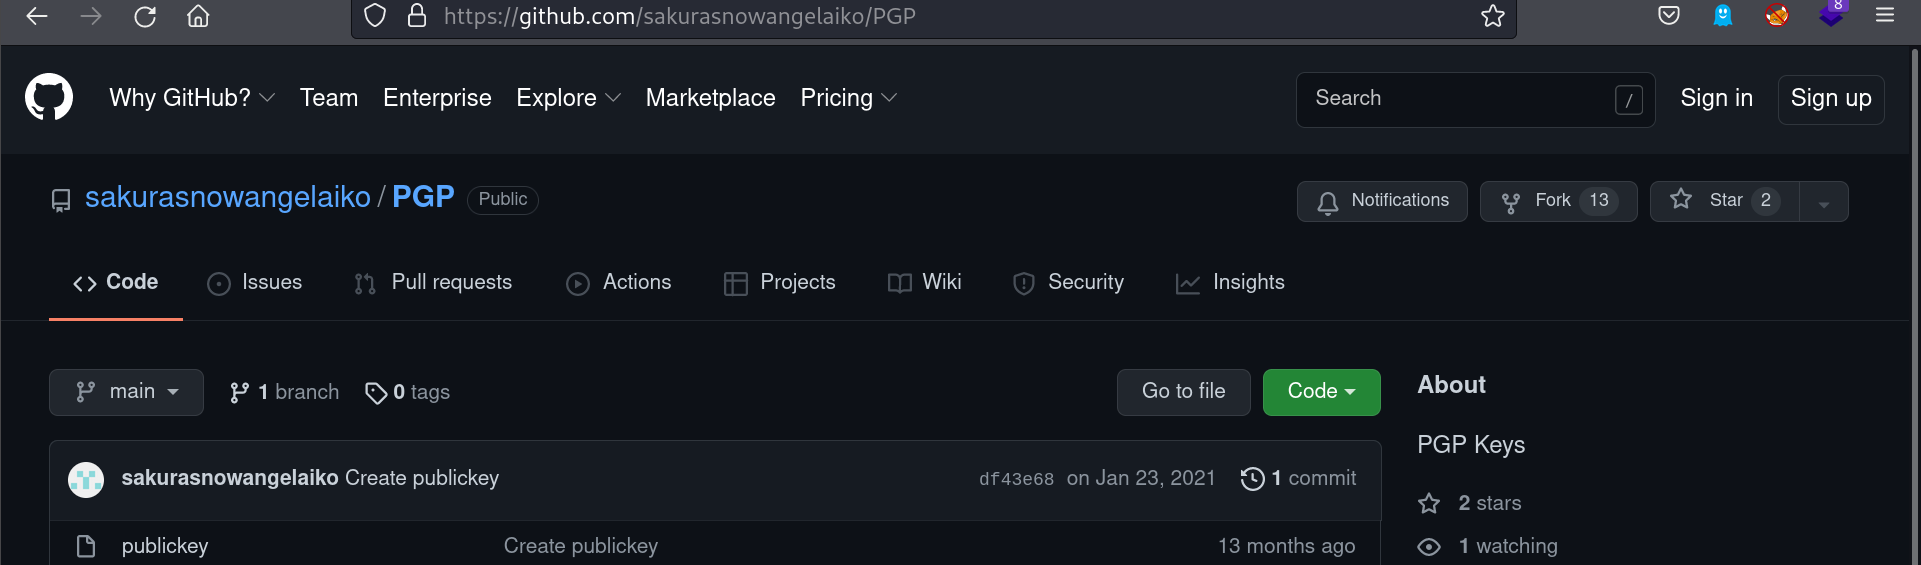 https://github.com/sakurasnowangelaiko/PGP
8
Why GitHub? Team Enterprise Explore Marketplace Pricing Search / Sign in Sign up
sakurasnowangelaiko / PGP Public Notifications Fork 13 Star 2
Code Issues Pull requests Actions Projects Wiki Security Insights
main 1 branch 0 tags Go to file Code About
PGP Keys
sakurasnowangelaiko Create publickey df43e68 on Jan 23, 2021 1 commit
2 stars
publickey Create publickey 13 months ago 1 watching